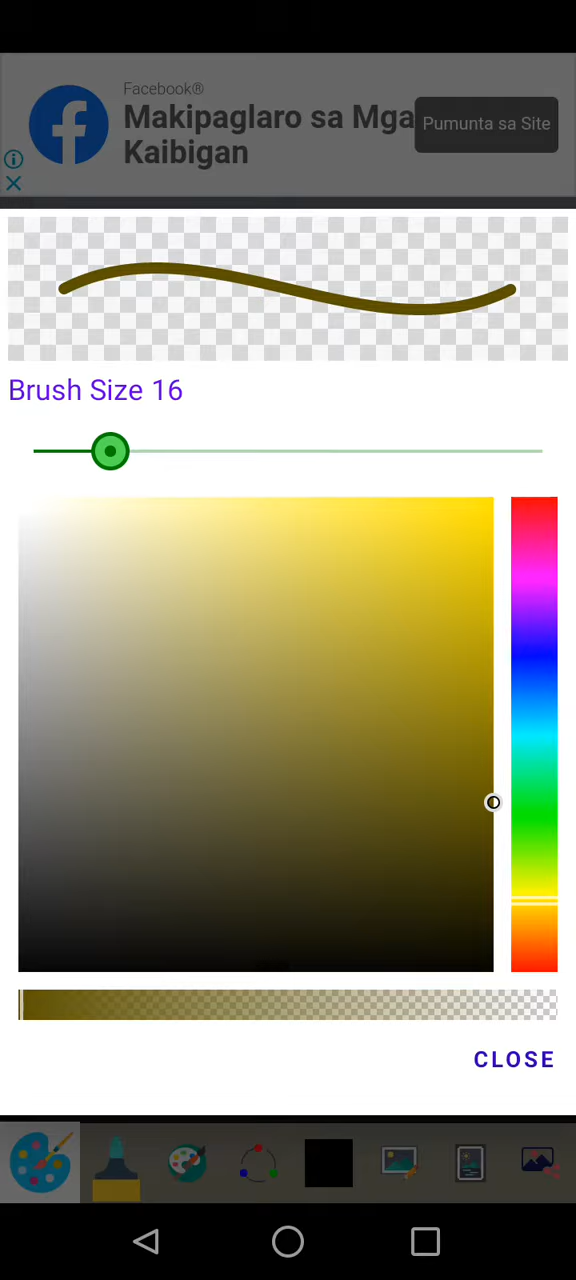 Facebook®
Makipaglaro sa Mga
Kaibigan
Pumunta sa Site
Brush Size 16
CLOSE